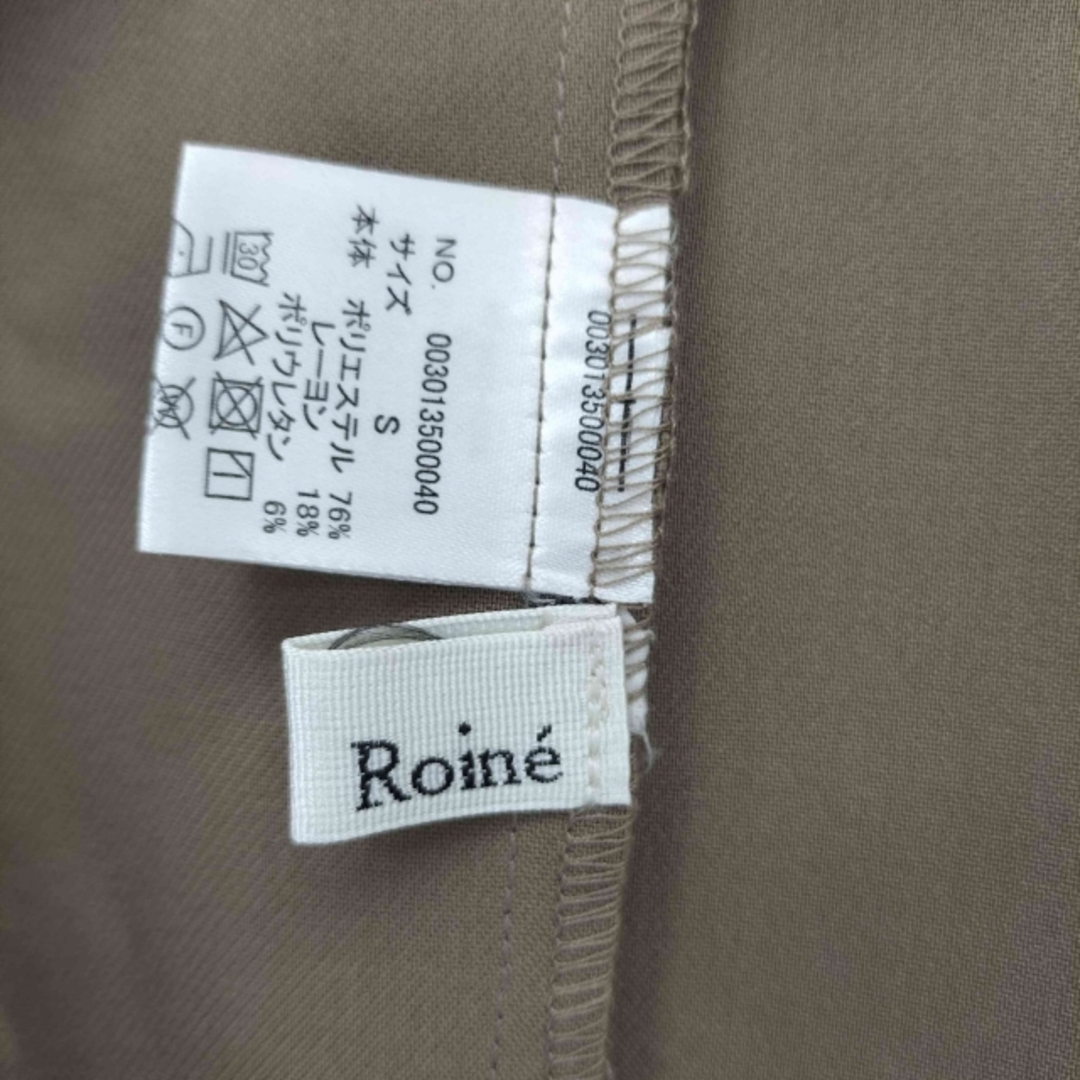 003013500040
NO. 003013500040
サイズ S
本体 ポリエステル 76%
レーヨン 18%
ポリウレタン 6%
30
F
W
Roiné